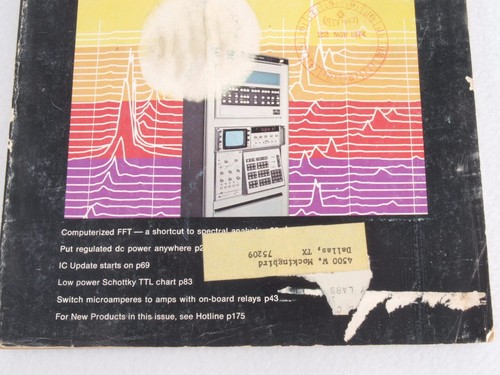 Computerized FFT — a shortcut to spectral
Put regulated dc power anywhere
IC Update starts on p69
Low power Schottky TTL chart p83
Switch microamperes to amps with on-board relays p43
For New Products in this issue, see Hotline p175
4500 W. Mockingbird
Dallas, TX
75209
LABS
NOV